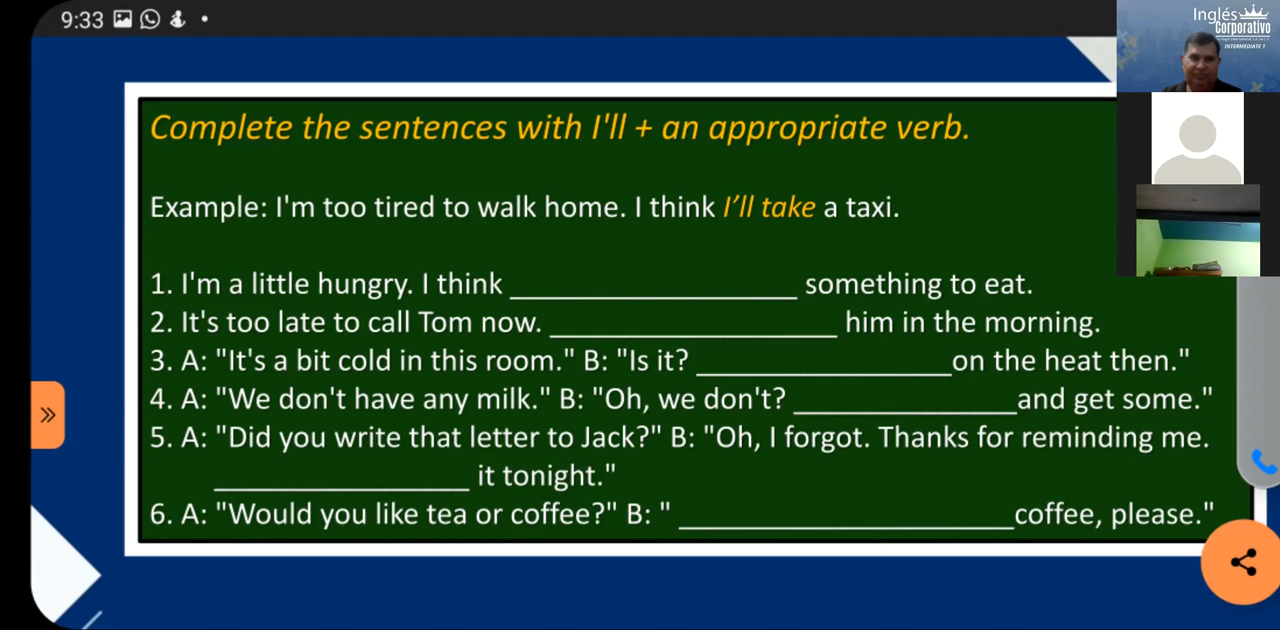 9:33
Inglés
Corporativo
INTERMEDIATE 1
Complete the sentences with I'll + an appropriate verb.
Example: I'm too tired to walk home. I think I’ll take a taxi.
1. I'm a little hungry. I think __________________ something to eat.
2. It's too late to call Tom now. __________________ him in the morning.
3. A: "It's a bit cold in this room." B: "Is it? ________________on the heat then."
4. A: "We don't have any milk." B: "Oh, we don't? ______________and get some."
5. A: "Did you write that letter to Jack?" B: "Oh, I forgot. Thanks for reminding me.
________________ it tonight."
6. A: "Would you like tea or coffee?" B: " _____________________coffee, please."